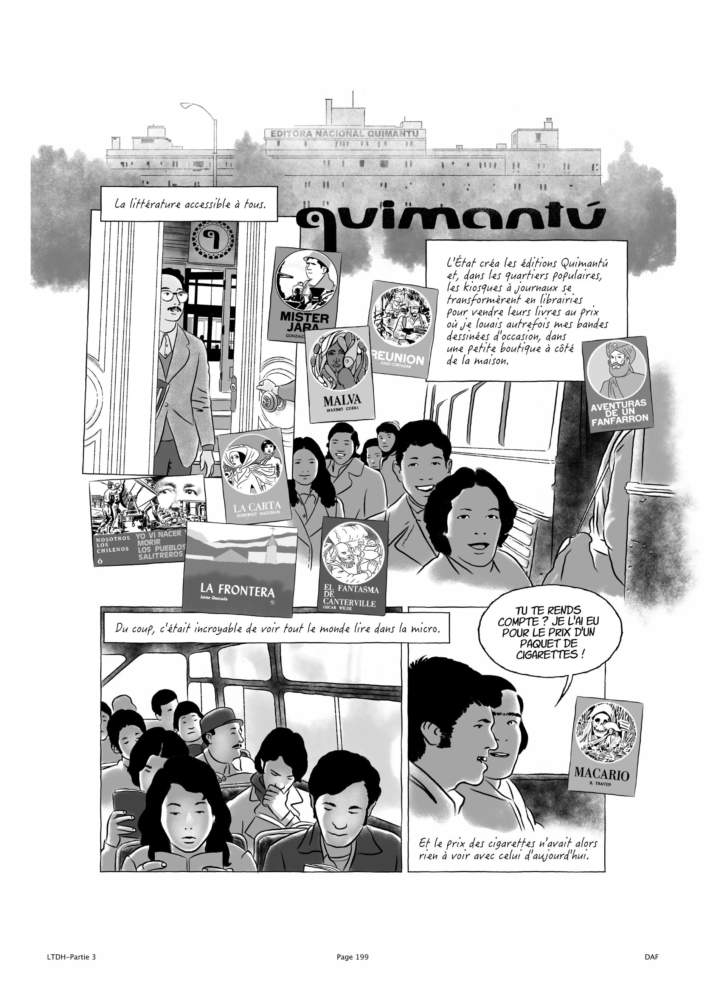 EDITORA NACIONAL QUIMANTU
La littérature accessible à tous.
quimantú
q
L'État créa les éditions Quimantú
et, dans les quartiers populaires,
les kiosques à journaux se
transformèrent en librairies
pour vendre leurs livres au prix
où je louais autrefois mes bandes
dessinées d'occasion, dans
une petite boutique à côté
de la maison.
MISTER
JARA
GONZALO
REUNION
JULIO CORTAZAR
MALVA
MAXIMO GORKI
AVENTURAS
DE UN
FANFARRON
WILLIAM THACKERAY
LA CARTA
SOMERSET MAUGHAM
NOSOTROS
LOS
CHILENOS
6
YO VI NACER Y
MORIR
LOS PUEBLOS
SALITREROS
LA FRONTERA
Jaime Quezada
EL FANTASMA
DE
CANTERVILLE
OSCAR WILDE
Du coup, c'était incroyable de voir tout le monde lire dans la micro.
TU TE RENDS
COMPTE ? JE L'AI EU
POUR LE PRIX D'UN
PAQUET DE
CIGARETTES !
MACARIO
B. TRAVEN
Et le prix des cigarettes n'avait alors
rien à voir avec celui d'aujourd'hui.
LTDH-Partie 3
Page 199
DAF